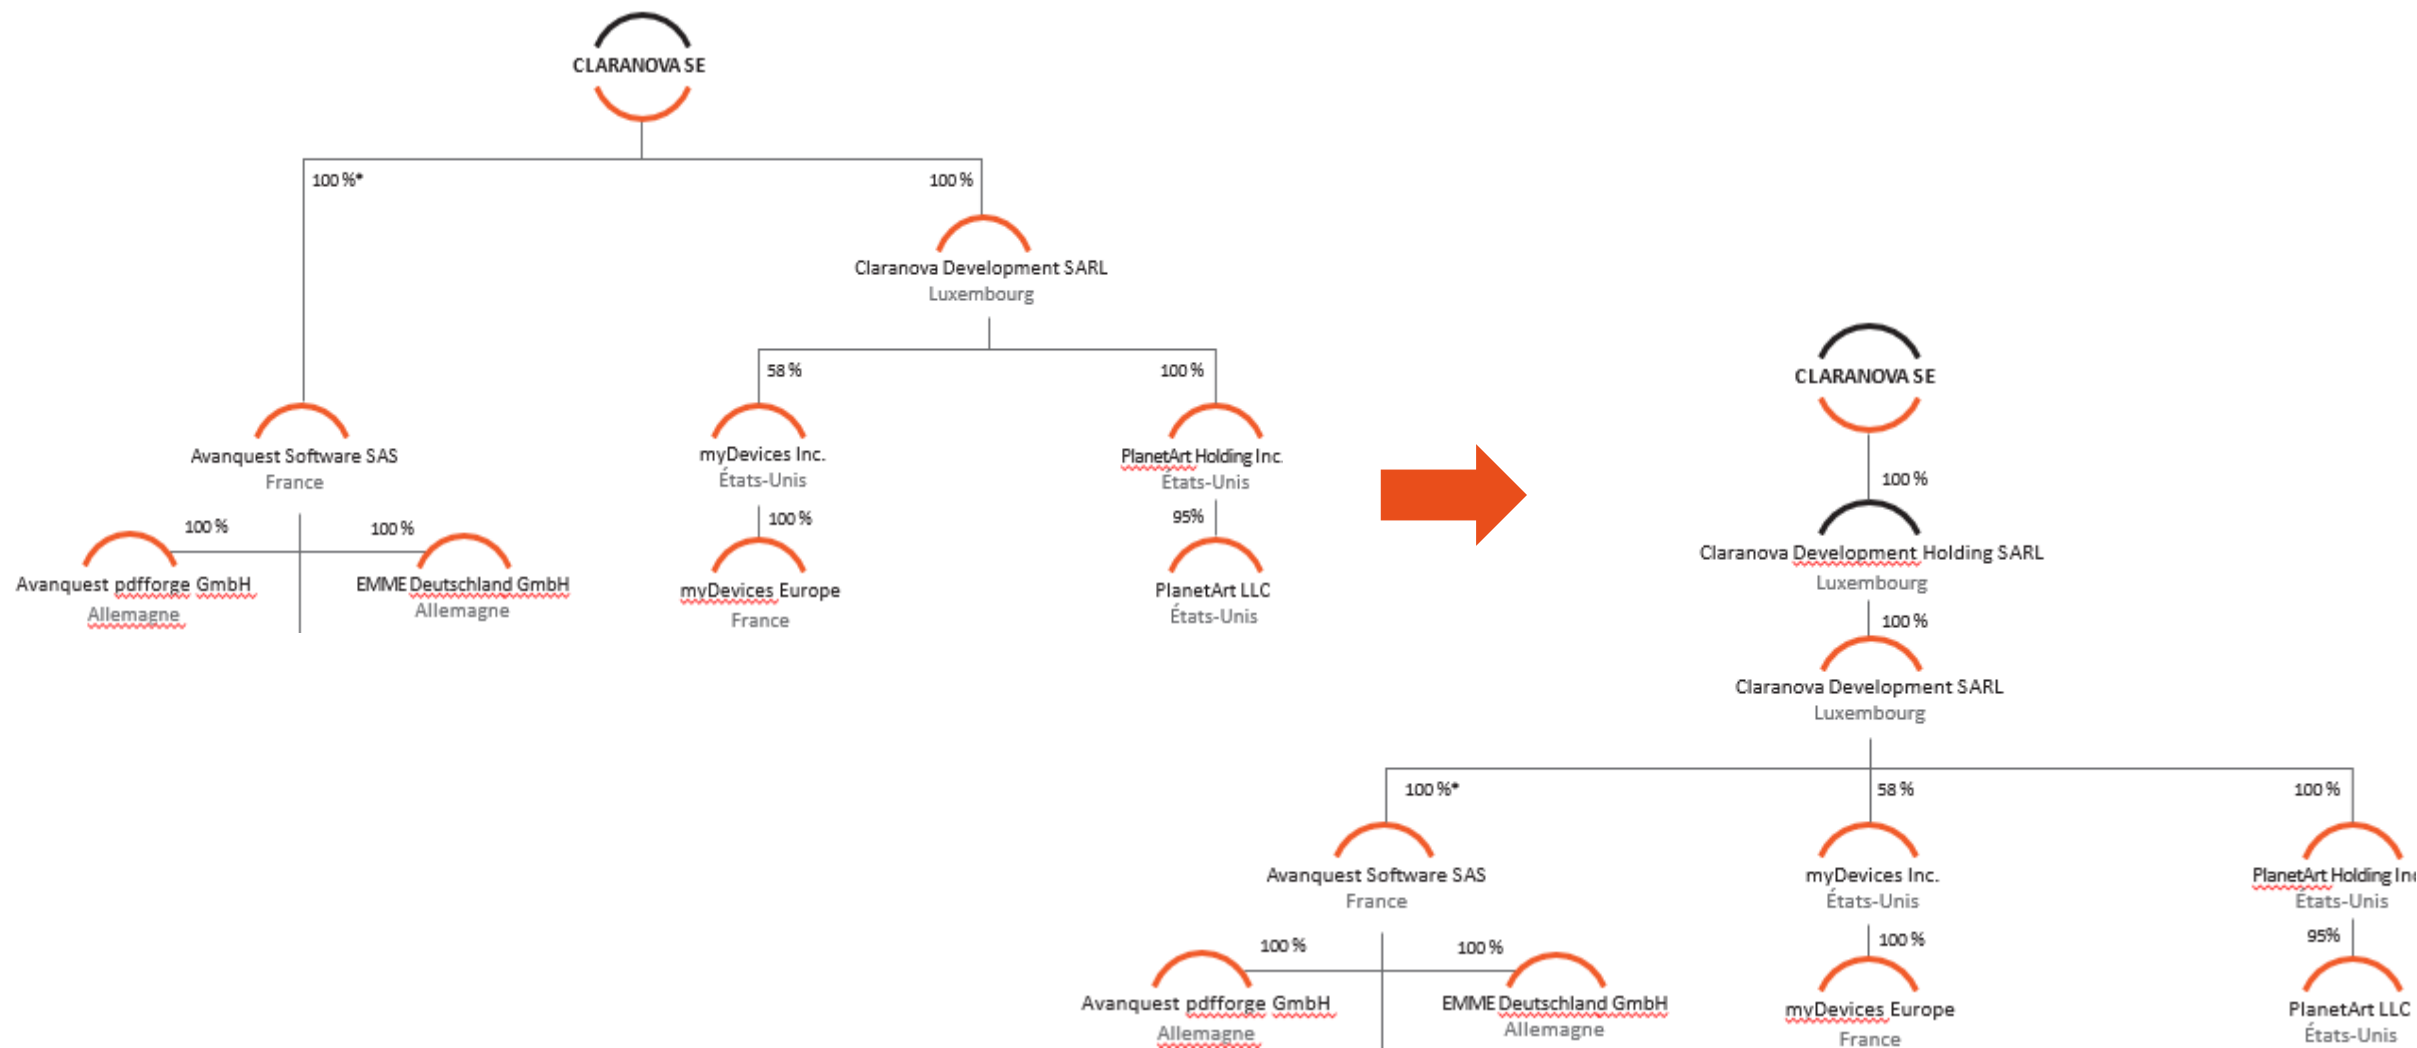 CLARANOVA SE
100 %*
100 %
Claranova Development SARL
Luxembourg
58 %
100 %
Avanquest Software SAS
France
myDevices Inc.
États-Unis
PlanetArt Holding Inc.
États-Unis
100 %
100 %
100 %
95%
Avanquest pdfforge GmbH
Allemagne
EMME Deutschland GmbH
Allemagne
myDevices Europe
France
PlanetArt LLC
États-Unis
CLARANOVA SE
100 %
Claranova Development Holding SARL
Luxembourg
100 %
Claranova Development SARL
Luxembourg
100 %*
58 %
100 %
Avanquest Software SAS
France
myDevices Inc.
États-Unis
PlanetArt Holding Inc
États-Unis
100 %
100 %
100 %
95%
Avanquest pdfforge GmbH
Allemagne
EMME Deutschland GmbH
Allemagne
myDevices Europe
France
PlanetArt LLC
États-Unis